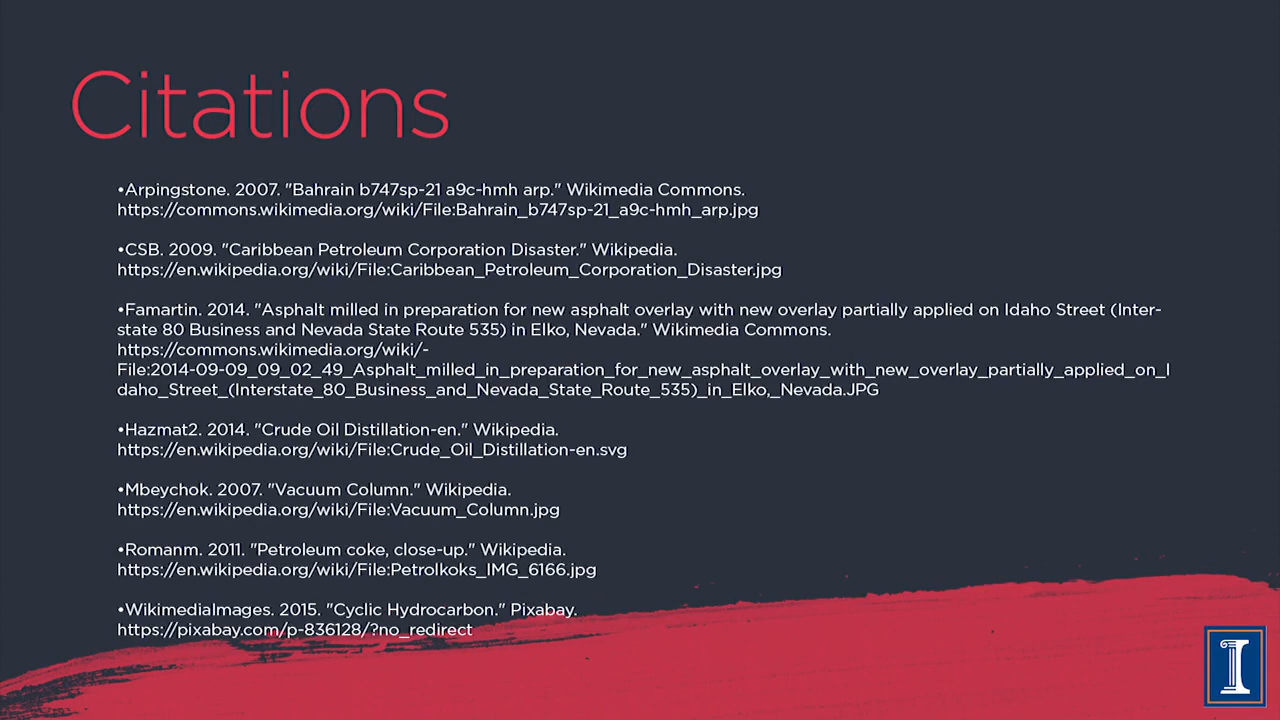 Citations
•Arpingstone. 2007. "Bahrain b747sp-21 a9c-hmh arp." Wikimedia Commons.
https://commons.wikimedia.org/wiki/File:Bahrain_b747sp-21_a9c-hmh_arp.jpg
•CSB. 2009. "Caribbean Petroleum Corporation Disaster." Wikipedia.
https://en.wikipedia.org/wiki/File:Caribbean_Petroleum_Corporation_Disaster.jpg
•Famartin. 2014. "Asphalt milled in preparation for new asphalt overlay with new overlay partially applied on Idaho Street (Inter-
state 80 Business and Nevada State Route 535) in Elko, Nevada." Wikimedia Commons.
https://commons.wikimedia.org/wiki/-
File:2014-09-09_09_02_49_Asphalt_milled_in_preparation_for_new_asphalt_overlay_with_new_overlay_partially_applied_on_I
daho_Street_(Interstate_80_Business_and_Nevada_State_Route_535)_in_Elko,_Nevada.JPG
•Hazmat2. 2014. "Crude Oil Distillation-en." Wikipedia.
https://en.wikipedia.org/wiki/File:Crude_Oil_Distillation-en.svg
•Mbeychok. 2007. "Vacuum Column." Wikipedia.
https://en.wikipedia.org/wiki/File:Vacuum_Column.jpg
•Romanm. 2011. "Petroleum coke, close-up." Wikipedia.
https://en.wikipedia.org/wiki/File:Petrolkoks_IMG_6166.jpg
•WikimediaImages. 2015. "Cyclic Hydrocarbon." Pixabay.
https://pixabay.com/p-836128/?no_redirect
I